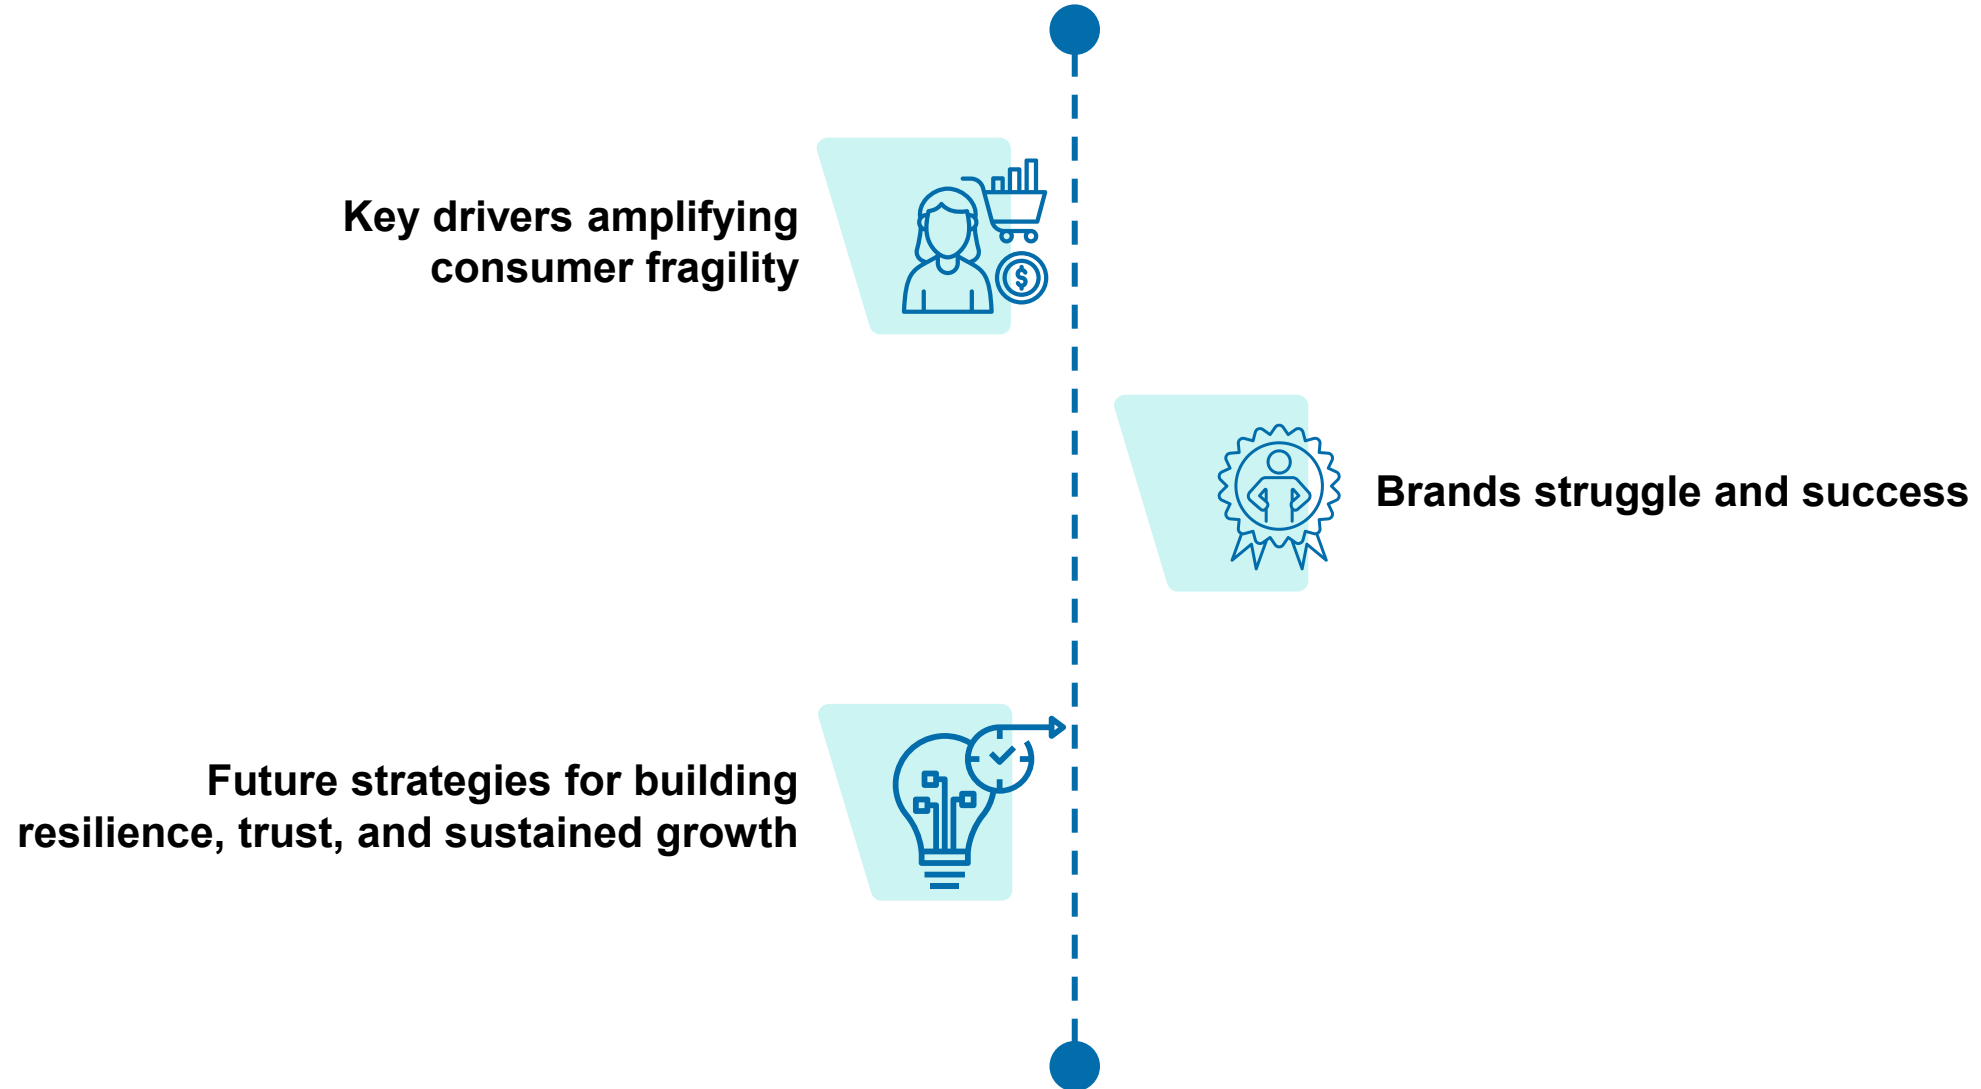 Key drivers amplifying
consumer fragility
Brands struggle and success
Future strategies for building
resilience, trust, and sustained growth